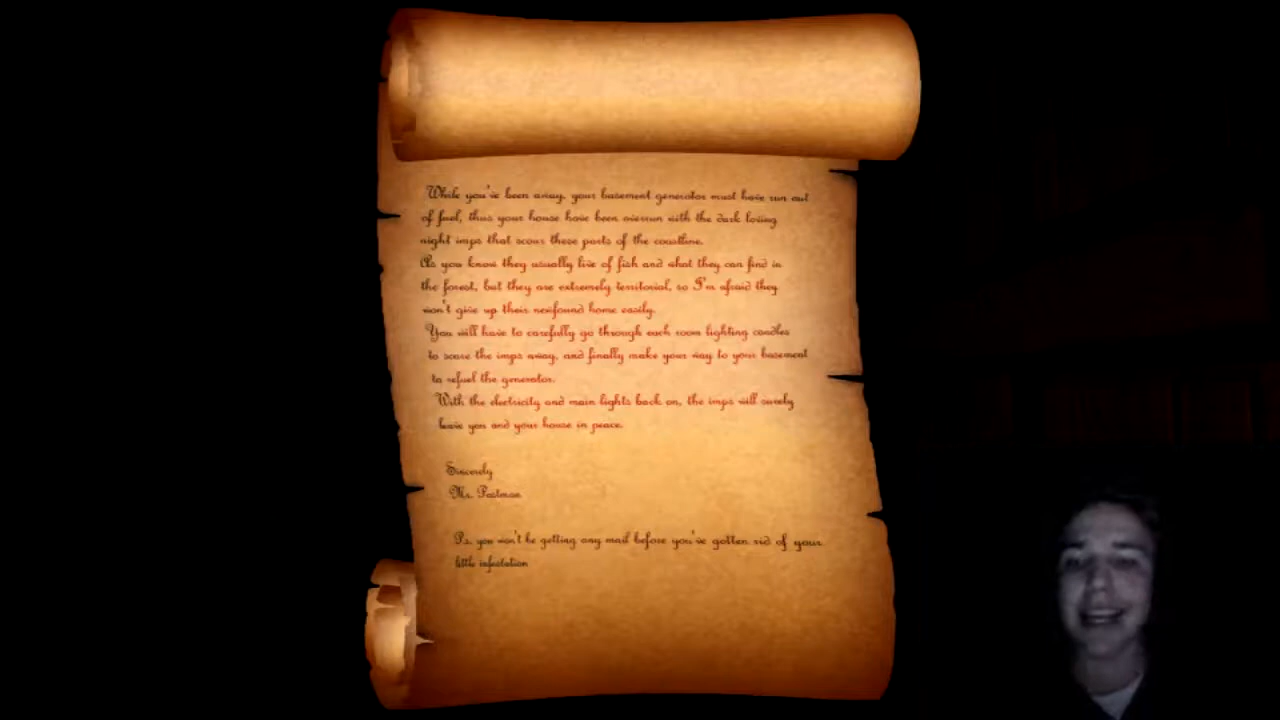 While you've been away, your basement generator must have run out
of fuel, thus your house have been overrun with the dark loving
night imps that scour these parts of the coastline.
As you know they usually live of fish and what they can find in
the forest, but they are extremely territorial, so I'm afraid they
won't give up their newfound home easily.
You will have to carefully go through each room lighting candles
to scare the imps away, and finally make your way to your basement
to refuel the generator.
With the electricity and main lights back on, the imps will surely
leave you and your house in peace.
Sincerely
Mr. Postman
Ps. you won't be getting any mail before you've gotten rid of your
little infestation